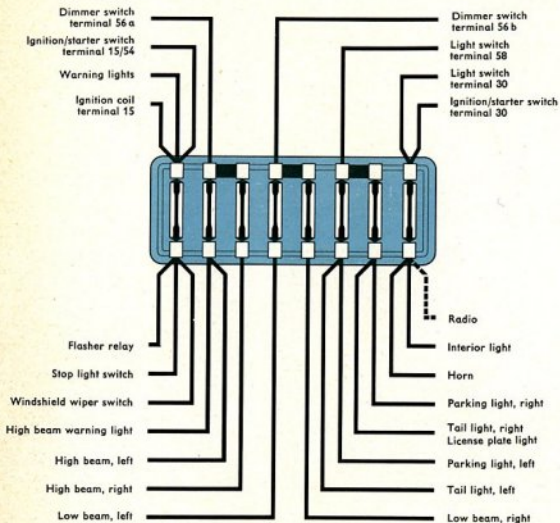 Dimmer switch
terminal 56 a
Ignition/starter switch
terminal 15/54
Warning lights
Ignition coil
terminal 15
Dimmer switch
terminal 56 b
Light switch
terminal 58
Light switch
terminal 30
Ignition/starter switch
terminal 30
Flasher relay
Stop light switch
Windshield wiper switch
High beam warning light
High beam, left
High beam, right
Low beam, left
Radio
Interior light
Horn
Parking light, right
Tail light, right
License plate light
Parking light, left
Tail light, left
Low beam, right